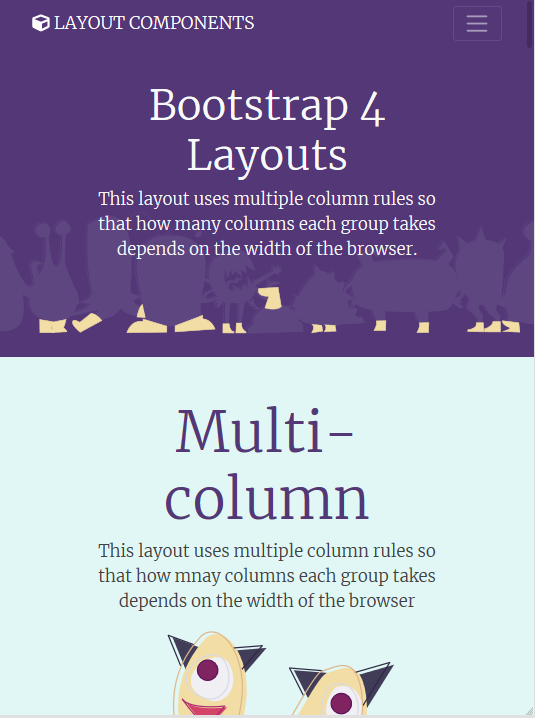 LAYOUT COMPONENTS
Bootstrap 4
Layouts
This layout uses multiple column rules so
that how many columns each group takes
depends on the width of the browser.
Multi-
column
This layout uses multiple column rules so
that how mnay columns each group takes
depends on the width of the browser